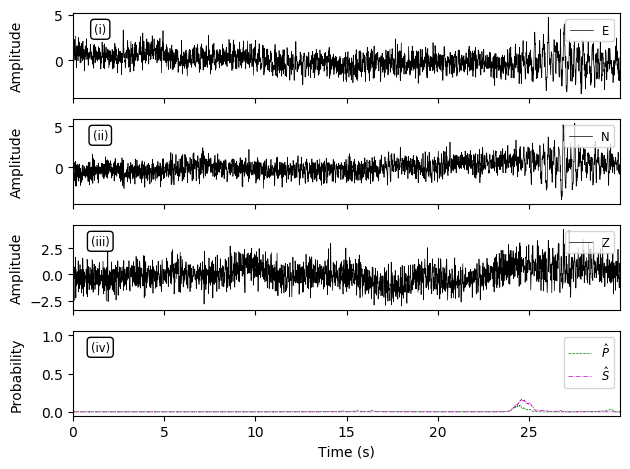 5
0
Amplitude
(i)
E
5
0
Amplitude
(ii)
N
2.5
0.0
−2.5
Amplitude
(iii)
Z
1.0
0.5
0.0
Probability
(iv)
P̂
Ŝ
0 5 10 15 20 25
Time (s)